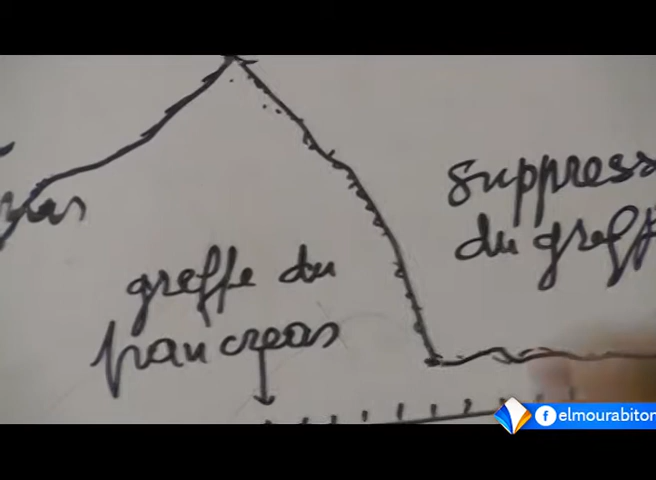 suppress
du greff
greffe du
pancreas
elmourabiton